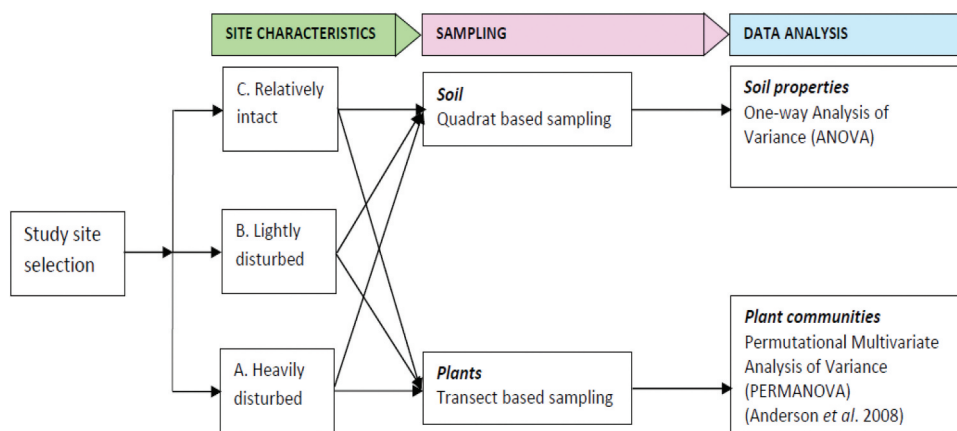 SITE CHARACTERISTICS
SAMPLING
DATA ANALYSIS
Study site
selection
C. Relatively
intact
B. Lightly
disturbed
A. Heavily
disturbed
Soil
Quadrat based sampling
Plants
Transect based sampling
Soil properties
One-way Analysis of
Variance (ANOVA)
Plant communities
Permutational Multivariate
Analysis of Variance
(PERMANOVA)
(Anderson et al. 2008)